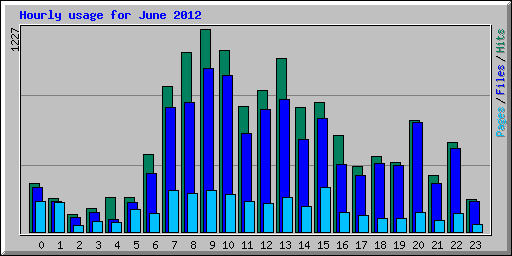 Hourly usage for June 2012
1227
Pages / Files / Hits
0 1 2 3 4 5 6 7 8 9 10 11 12 13 14 15 16 17 18 19 20 21 22 23